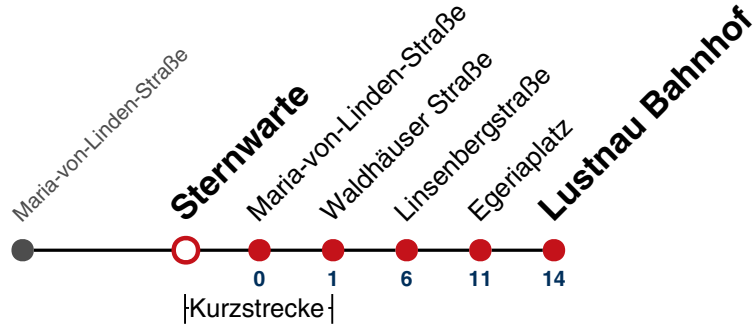 Maria-von-Linden-Straße
Sternwarte
Maria-von-Linden-Straße
Waldhäuser Straße
Linsenbergstraße
Egeriaplatz
Lustnau Bahnhof
0 1 6 11 14
Kurzstrecke